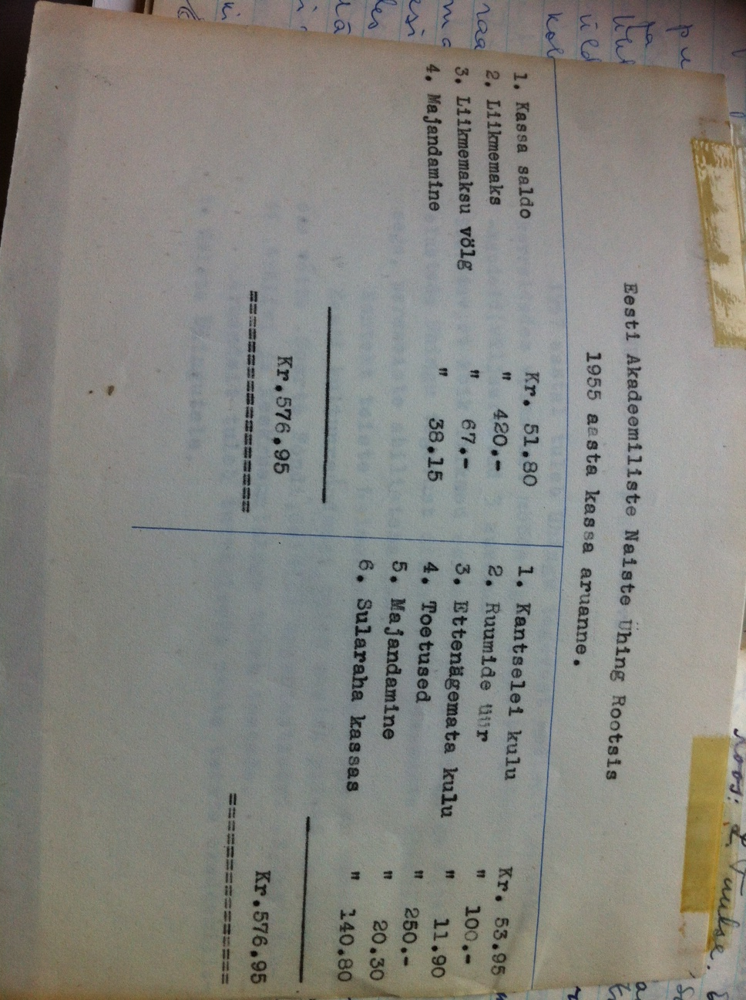 Eesti Akadeemiliste Naiste Ühing Rootsis
1955 aasta kassa aruanne.
1. Kassa saldo Kr. 51.80
2. Liikmemaks " 420.-
3. Liikmemaksu võlg " 67.-
4. Majandamine " 38.15
Kr.576.95
================
1. Kantselei kulu Kr. 53.95
2. Ruumide üür " 100.-
3. Ettenägemata kulu " 11.90
4. Toetused " 250.-
5. Majandamine " 20.30
6. Sularaha kassas " 140.80
Kr.576.95
================